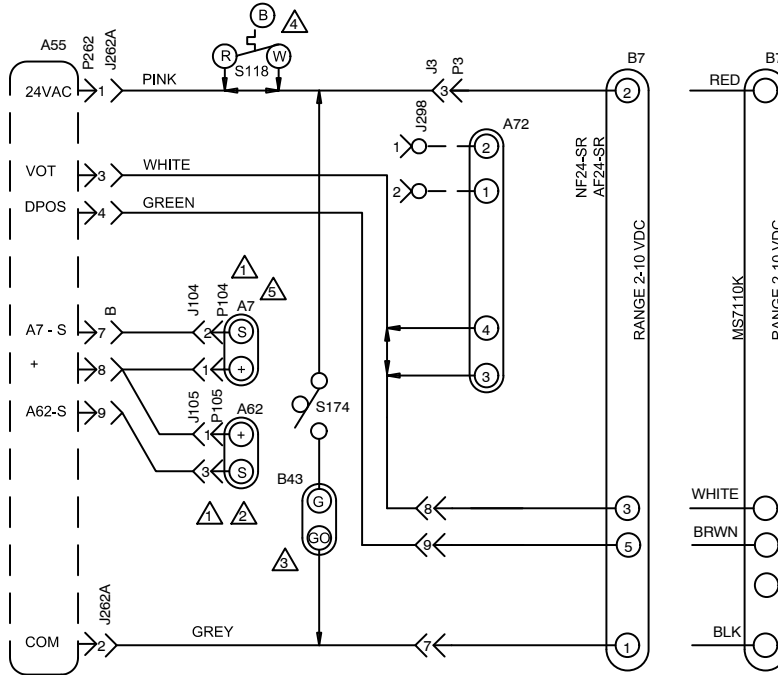 B
4
A55
P262
J262A
R
W
S118
J3
P3
B7
B7
24VAC
1
PINK
3
2
RED
J298
A72
1
2
VOT
3
WHITE
NF24-SR
AF24-SR
2
1
DPOS
4
GREEN
RANGE 2-10 VDC
MS7110K
RANGE 2-10 VDC
1
5
B
J104
P104
A7
A7 - S
7
2
S
4
+
8
1
+
3
J105
P105
A62
S174
A62-S
9
1
+
3
S
B43
1
2
G
8
3
WHITE
GO
3
9
5
BRWN
J262A
COM
2
GREY
7
1
BLK